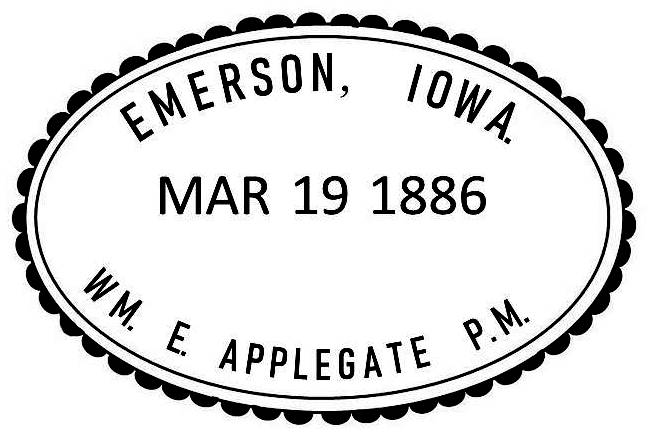 EMERSON, IOWA.
MAR 19 1886
WM. E. APPLEGATE P.M.